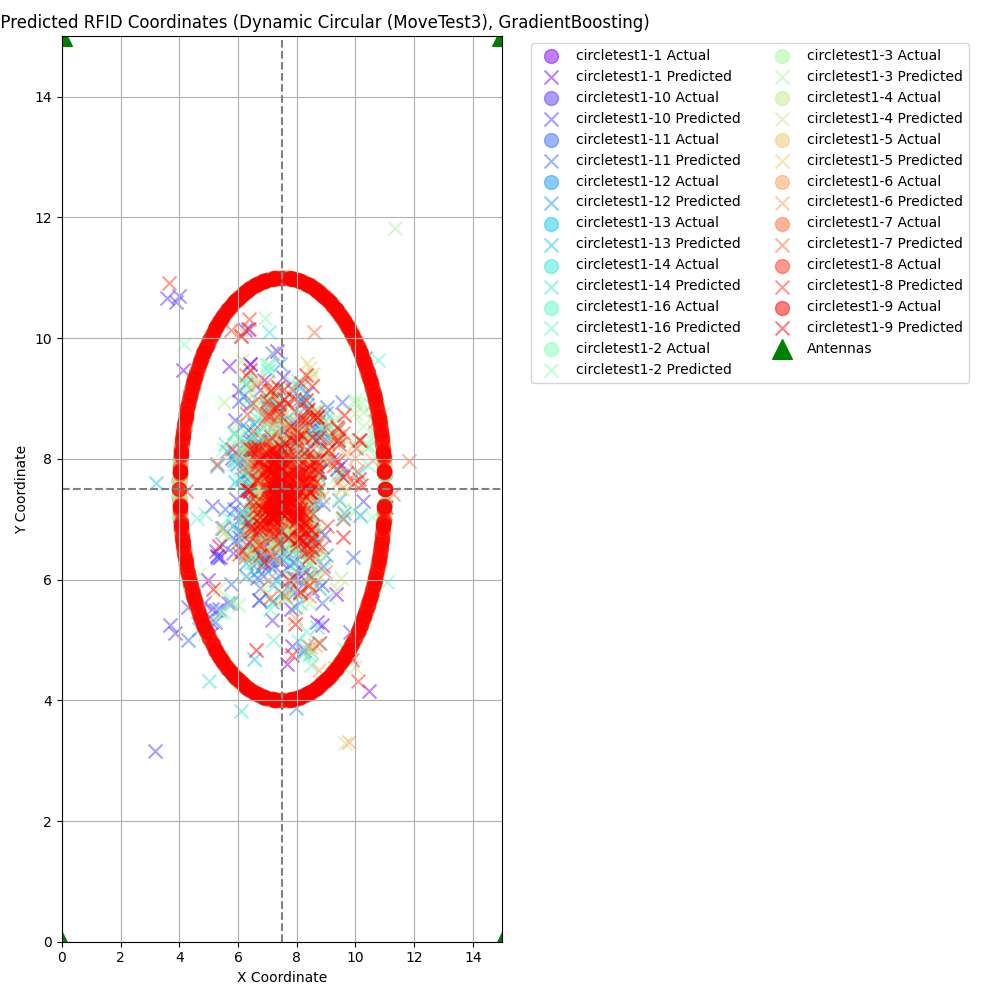 Predicted RFID Coordinates (Dynamic Circular (MoveTest3), GradientBoosting)
circletest1-1 Actual
circletest1-1 Predicted
circletest1-10 Actual
circletest1-10 Predicted
circletest1-11 Actual
circletest1-11 Predicted
circletest1-12 Actual
circletest1-12 Predicted
circletest1-13 Actual
circletest1-13 Predicted
circletest1-14 Actual
circletest1-14 Predicted
circletest1-16 Actual
circletest1-16 Predicted
circletest1-2 Actual
circletest1-2 Predicted
circletest1-3 Actual
circletest1-3 Predicted
circletest1-4 Actual
circletest1-4 Predicted
circletest1-5 Actual
circletest1-5 Predicted
circletest1-6 Actual
circletest1-6 Predicted
circletest1-7 Actual
circletest1-7 Predicted
circletest1-8 Actual
circletest1-8 Predicted
circletest1-9 Actual
circletest1-9 Predicted
Antennas
14
12
10
8
6
4
2
0
Y Coordinate
0 2 4 6 8 10 12 14
X Coordinate